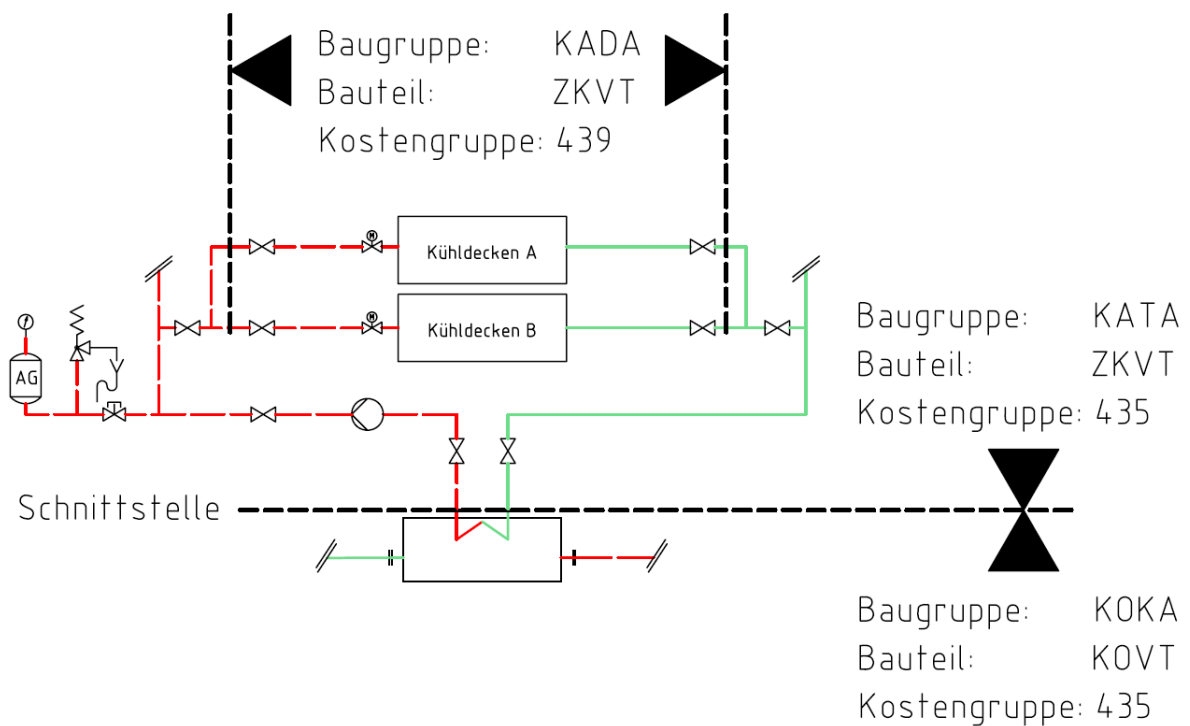 Baugruppe: KADA
Bauteil: ZKVT
Kostengruppe: 439
M
Kühldecken A
M
Kühldecken B
AG
Baugruppe: KATA
Bauteil: ZKVT
Kostengruppe: 435
Schnittstelle
Baugruppe: KOKA
Bauteil: KOVT
Kostengruppe: 435